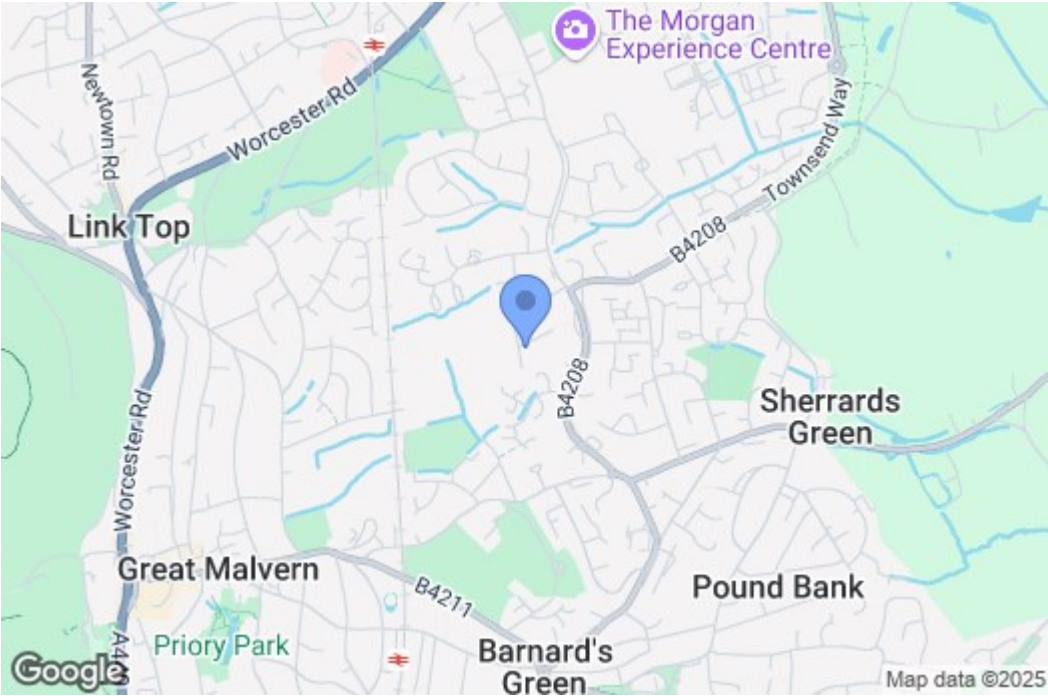 The Morgan
Experience Centre
Newtown Rd
Worcester Rd
Townsend Way
Link Top
B4208
B4208
Sherrards
Green
Worcester Rd
Great Malvern
B4211
Pound Bank
Priory Park
Barnard's
Green
Google
Map data ©2025